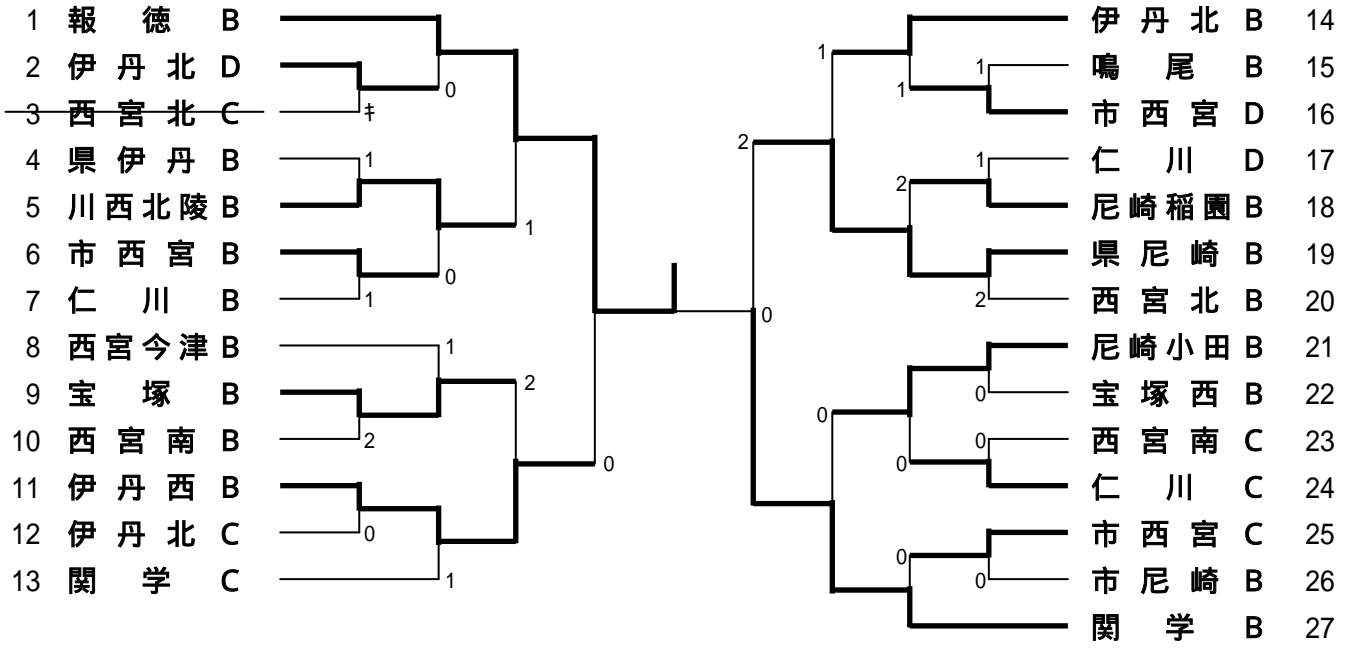 1 報徳 B
伊丹北 B 14
1
2 伊丹北 D
0
1
鳴尾 B 15
3 西宮北 C
ｷ
1
市西宮 D 16
4 県伊丹 B
1
2
1
仁川 D 17
5 川西北陵 B
1
2
尼崎稲園 B 18
6 市西宮 B
0
県尼崎 B 19
7 仁川 B
1
2
西宮北 B 20
0
8 西宮今津 B
1
尼崎小田 B 21
9 宝塚 B
2
0
宝塚西 B 22
0
10 西宮南 B
2
0
西宮南 C 23
11 伊丹西 B
0
0
仁川 C 24
12 伊丹北 C
0
市西宮 C 25
13 関学 C
1
0
0
市尼崎 B 26
関学 B 27